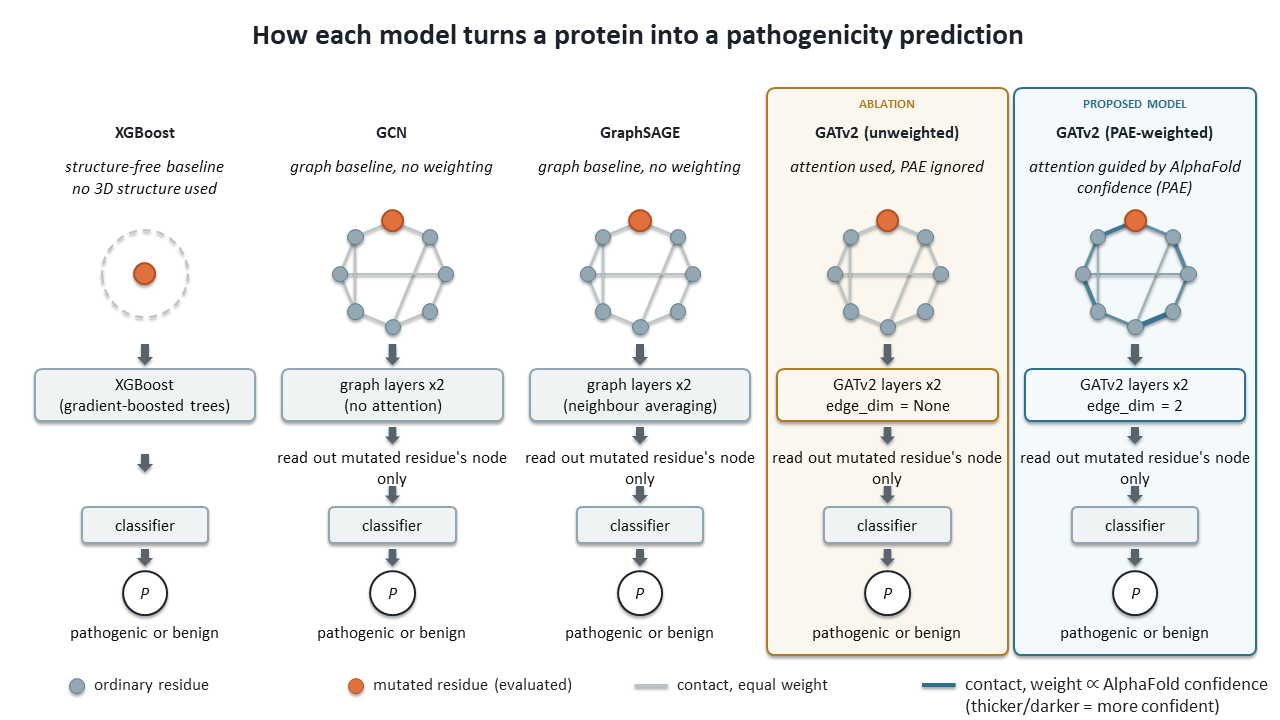 How each model turns a protein into a pathogenicity prediction
XGBoost
structure-free baseline
no 3D structure used
XGBoost
(gradient-boosted trees)
classifier
P
pathogenic or benign
GCN
graph baseline, no weighting
graph layers x2
(no attention)
read out mutated residue's node
only
classifier
P
pathogenic or benign
GraphSAGE
graph baseline, no weighting
graph layers x2
(neighbour averaging)
read out mutated residue's node
only
classifier
P
pathogenic or benign
ABLATION
GATv2 (unweighted)
attention used, PAE ignored
GATv2 layers x2
edge_dim = None
read out mutated residue's node
only
classifier
P
pathogenic or benign
PROPOSED MODEL
GATv2 (PAE-weighted)
attention guided by AlphaFold
confidence (PAE)
GATv2 layers x2
edge_dim = 2
read out mutated residue's node
only
classifier
P
pathogenic or benign
ordinary residue
mutated residue (evaluated)
contact, equal weight
contact, weight ∝ AlphaFold confidence
(thicker/darker = more confident)